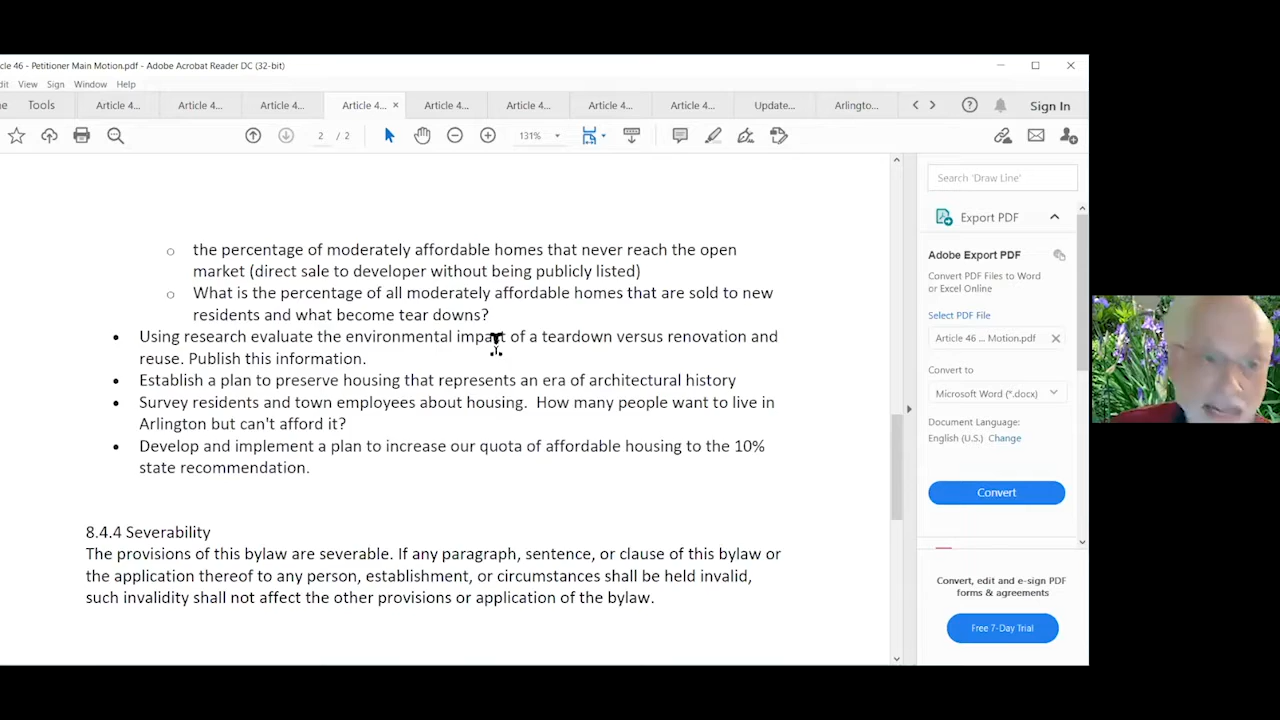 cle 46 - Petitioner Main Motion.pdf - Adobe Acrobat Reader DC (32-bit)
dit View Sign Window Help
e Tools Article 4... Article 4... Article 4... Article 4... × Article 4... Article 4... Article 4... Article 4... Update... Arlingto... Sign In
2 / 2 131%
the percentage of moderately affordable homes that never reach the open
market (direct sale to developer without being publicly listed)
What is the percentage of all moderately affordable homes that are sold to new
residents and what become tear downs?
• Using research evaluate the environmental impact of a teardown versus renovation and
reuse. Publish this information.
• Establish a plan to preserve housing that represents an era of architectural history
• Survey residents and town employees about housing. How many people want to live in
Arlington but can't afford it?
• Develop and implement a plan to increase our quota of affordable housing to the 10%
state recommendation.
8.4.4 Severability
The provisions of this bylaw are severable. If any paragraph, sentence, or clause of this bylaw or
the application thereof to any person, establishment, or circumstances shall be held invalid,
such invalidity shall not affect the other provisions or application of the bylaw.
Search 'Draw Line'
Export PDF
Adobe Export PDF
Convert PDF Files to Word
or Excel Online
Select PDF File
Article 46 ... Motion.pdf
Convert to
Microsoft Word (*.docx)
Document Language:
English (U.S.) Change
Convert
Convert, edit and e-sign PDF
forms & agreements
Free 7-Day Trial